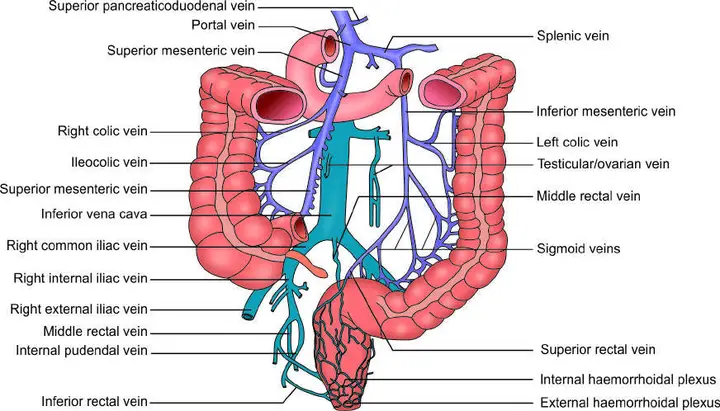 Superior pancreaticoduodenal vein
Portal vein
Superior mesenteric vein
Right colic vein
Ileocolic vein
Superior mesenteric vein
Inferior vena cava
Right common iliac vein
Right internal iliac vein
Right external iliac vein
Middle rectal vein
Internal pudendal vein
Inferior rectal vein
Splenic vein
Inferior mesenteric vein
Left colic vein
Testicular/ovarian vein
Middle rectal vein
Sigmoid veins
Superior rectal vein
Internal haemorrhoidal plexus
External haemorrhoidal plexus